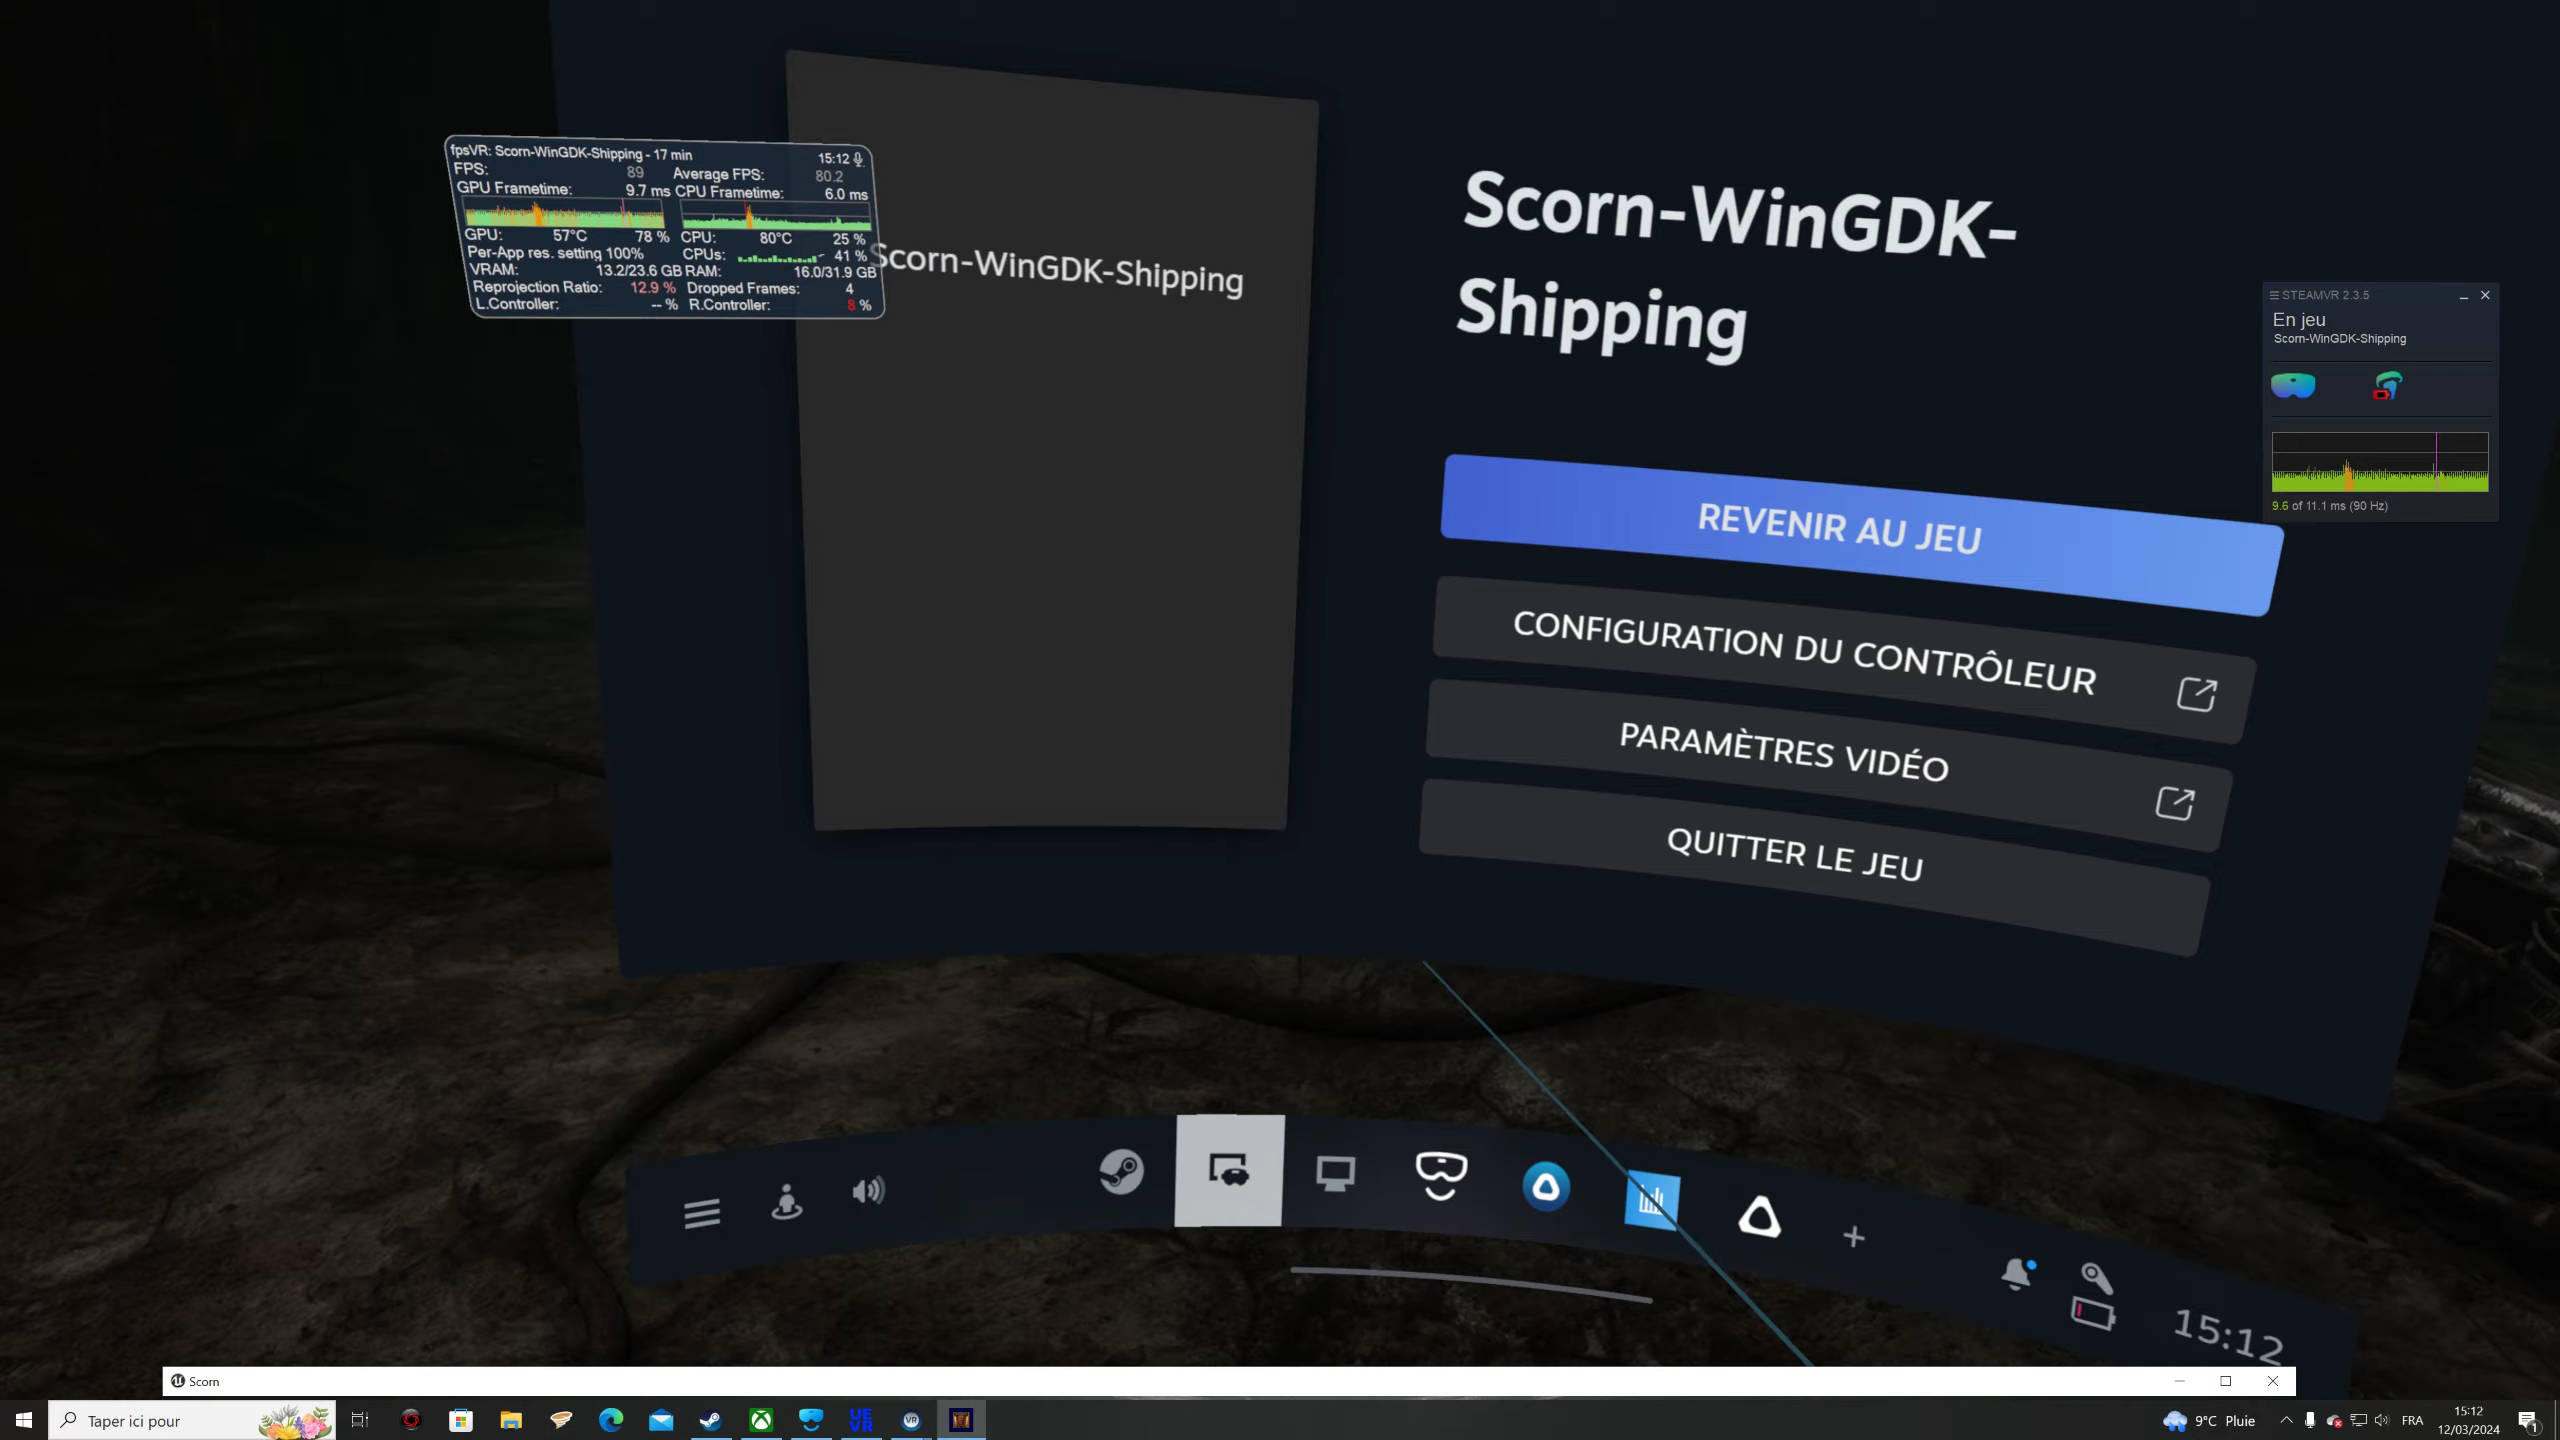 fpsVR: Scorn-WinGDK-Shipping - 17 min 15:12
FPS: 89 Average FPS: 80.2
GPU Frametime: 9.7 ms CPU Frametime: 6.0 ms
GPU: 57°C 78 % CPU: 80°C 25 %
Per-App res. setting 100% CPUs: 41 %
VRAM: 13.2/23.6 GB RAM: 16.0/31.9 GB
Reprojection Ratio: 12.9 % Dropped Frames: 4
L.Controller: -- % R.Controller: 8 %
Scorn-WinGDK-Shipping
Scorn-WinGDK-
Shipping
REVENIR AU JEU
CONFIGURATION DU CONTRÔLEUR
PARAMÈTRES VIDÉO
QUITTER LE JEU
STEAMVR 2.3.5
En jeu
Scorn-WinGDK-Shipping
9.6 of 11.1 ms (90 Hz)
15:12
Scorn
Taper ici pour
UE
VR
VR
9°C Pluie
FRA
15:12
12/03/2024
1